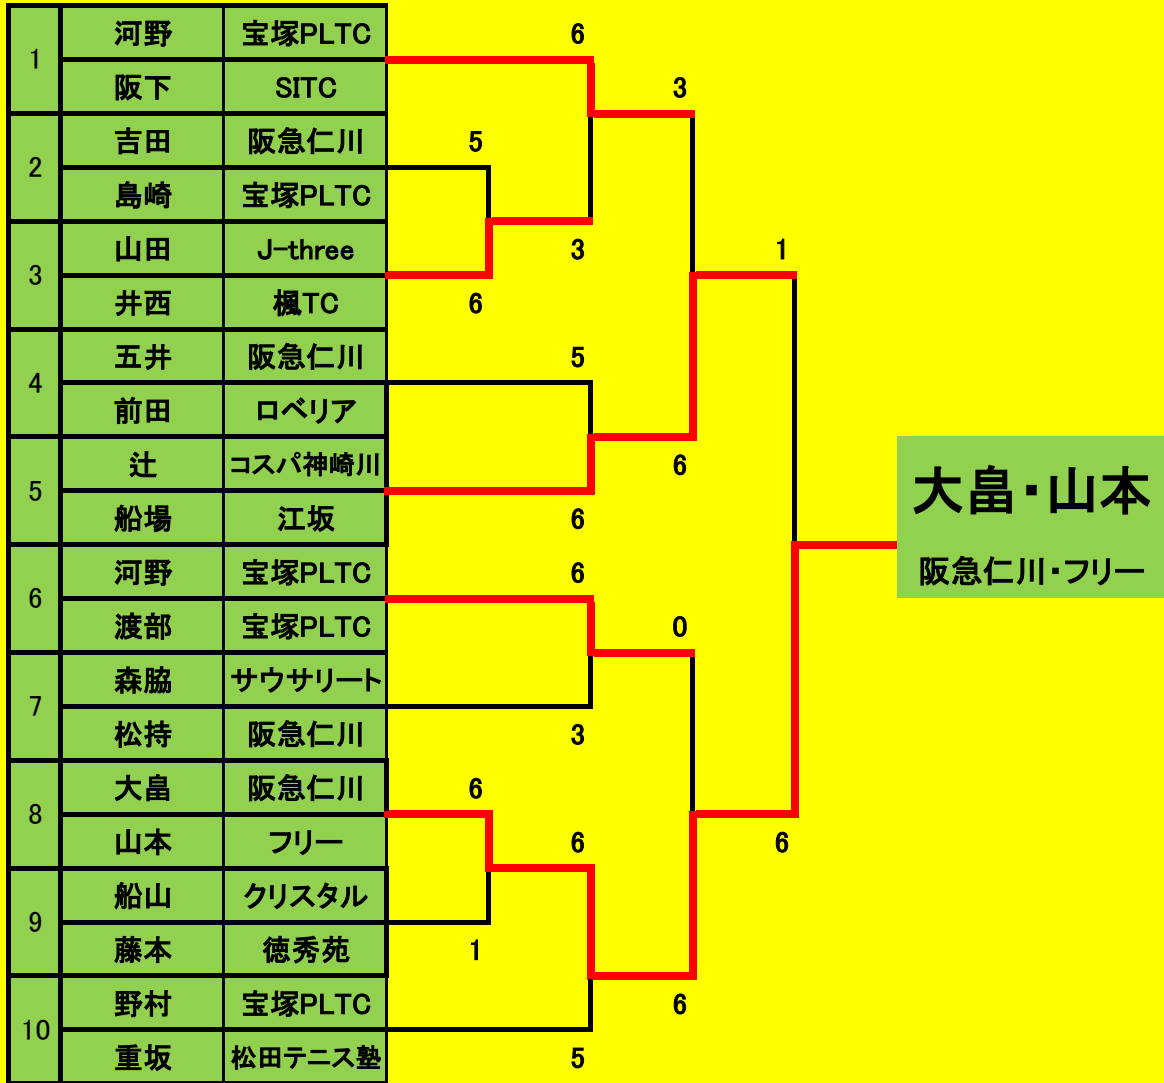 河野 宝塚PLTC 6
1
阪下 SITC 3
吉田 阪急仁川 5
2
島崎 宝塚PLTC
山田 J-three 3 1
3
井西 楓TC 6
五井 阪急仁川 5
4
前田 ロベリア
辻 コスパ神崎川 6
5
船場 江坂 6
大畠・山本
阪急仁川・フリー
河野 宝塚PLTC 6
6
渡部 宝塚PLTC 0
森脇 サウサリート
7
松持 阪急仁川 3
大畠 阪急仁川 6
8
山本 フリー 6 6
船山 クリスタル
9
藤本 徳秀苑 1
野村 宝塚PLTC 6
10
重坂 松田テニス塾 5